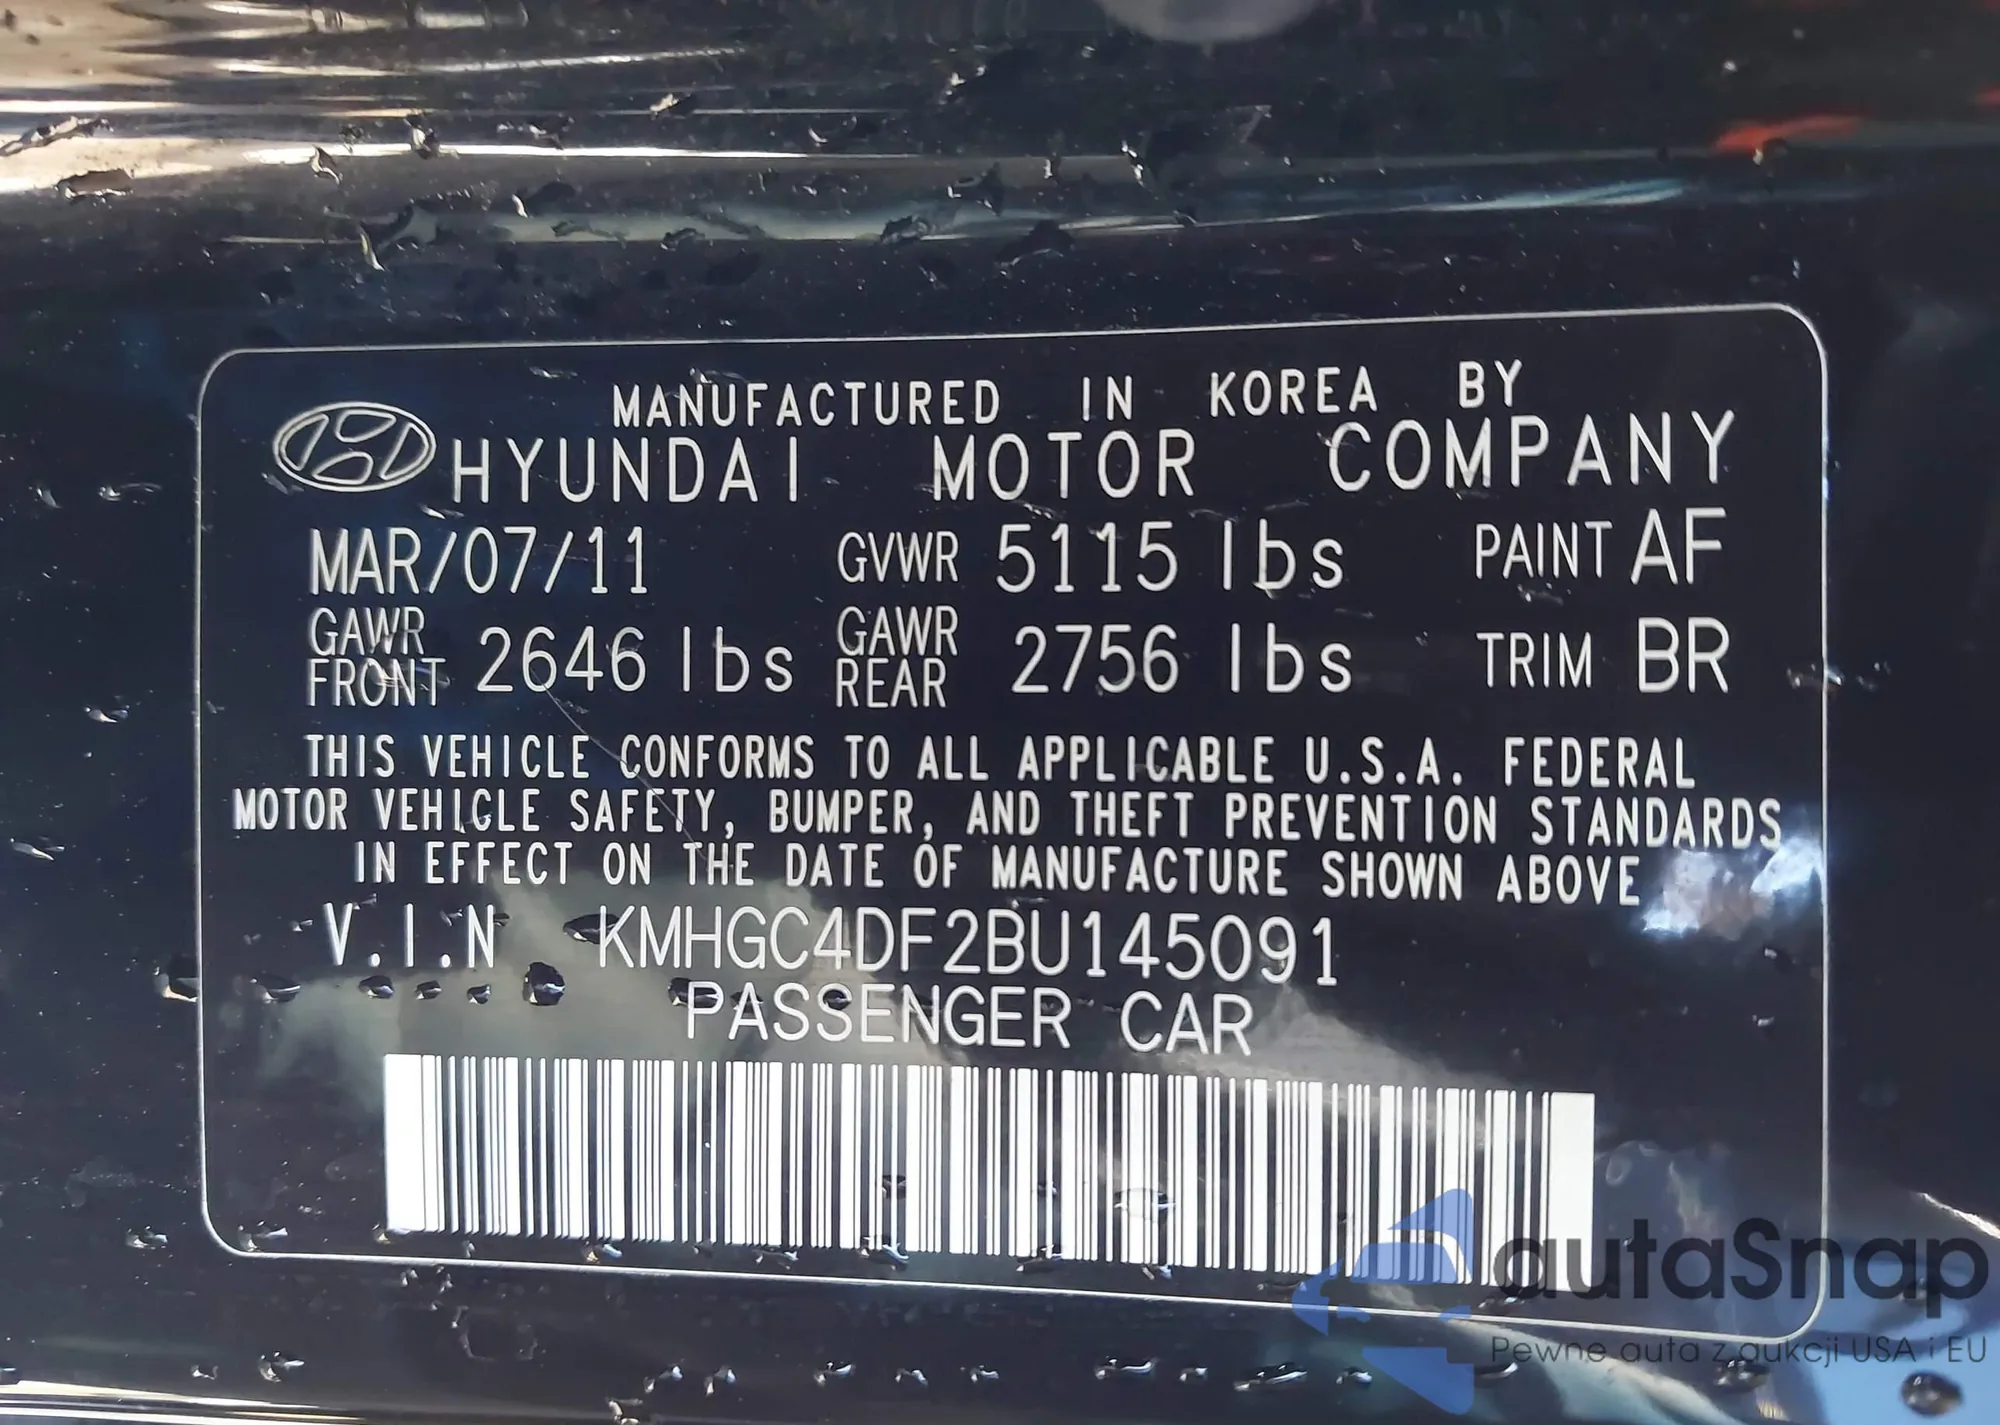 MANUFACTURED IN KOREA BY
HYUNDAI MOTOR COMPANY
MAR/07/11 GVWR 5115 lbs PAINT AF
GAWR FRONT 2646 lbs GAWR REAR 2756 lbs TRIM BR
THIS VEHICLE CONFORMS TO ALL APPLICABLE U.S.A. FEDERAL
MOTOR VEHICLE SAFETY, BUMPER, AND THEFT PREVENTION STANDARDS
IN EFFECT ON THE DATE OF MANUFACTURE SHOWN ABOVE
V.I.N KMHGC4DF2BU145091
PASSENGER CAR
autaSnap
Pewne auta z aukcji USA i EU